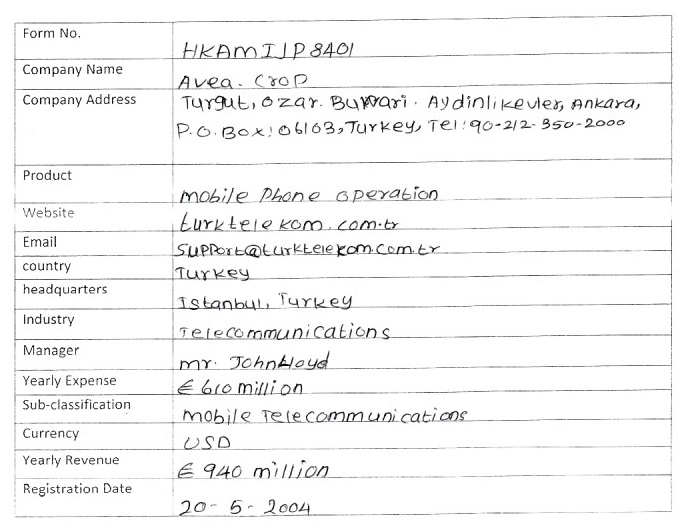 Form No.
HKAMIJP8401
Company Name
Avea. Crop
Company Address
Turgut, ozar. Bulvari. Aydinlikevler, Ankara,
P.O. Box: 06103, Turkey, Tel: 90-212-350-2000
Product
mobile Phone operation
Website
turktelekom.com.tr
Email
support@turktelekom.com.tr
country
Turkey
headquarters
Istanbul, Turkey
Industry
Telecommunications
Manager
mr. John Lloyd
Yearly Expense
€ 610 million
Sub-classification
mobile Telecommunications
Currency
USD
Yearly Revenue
€ 940 million
Registration Date
20-5-2004